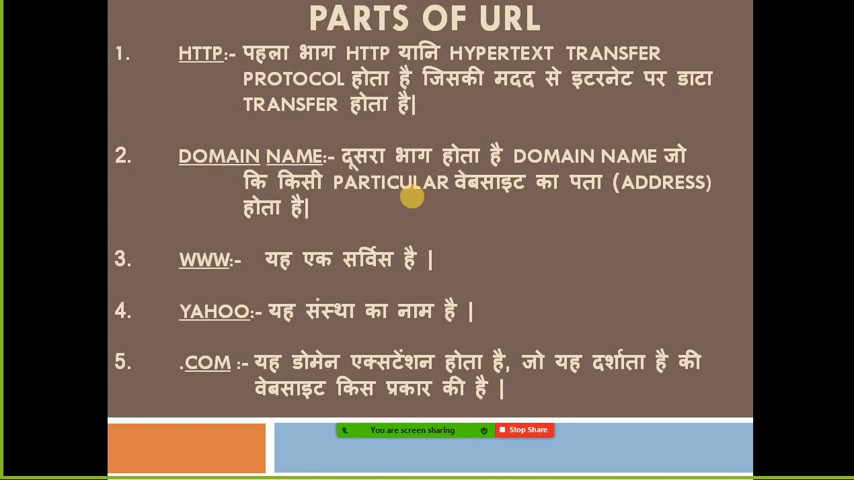 PARTS OF URL
1. HTTP:- पहला भाग HTTP यानि HYPERTEXT TRANSFER
PROTOCOL होता है जिसकी मदद से इटरनेट पर डाटा
TRANSFER होता है|
2. DOMAIN NAME:- दूसरा भाग होता है DOMAIN NAME जो
कि किसी PARTICULAR वेबसाइट का पता (ADDRESS)
होता है|
3. WWW:- यह एक सर्विस है |
4. YAHOO:- यह संस्था का नाम है |
5. .COM :- यह डोमेन एक्सटेंशन होता है, जो यह दर्शाता है की
वेबसाइट किस प्रकार की है |
You are screen sharing Stop Share